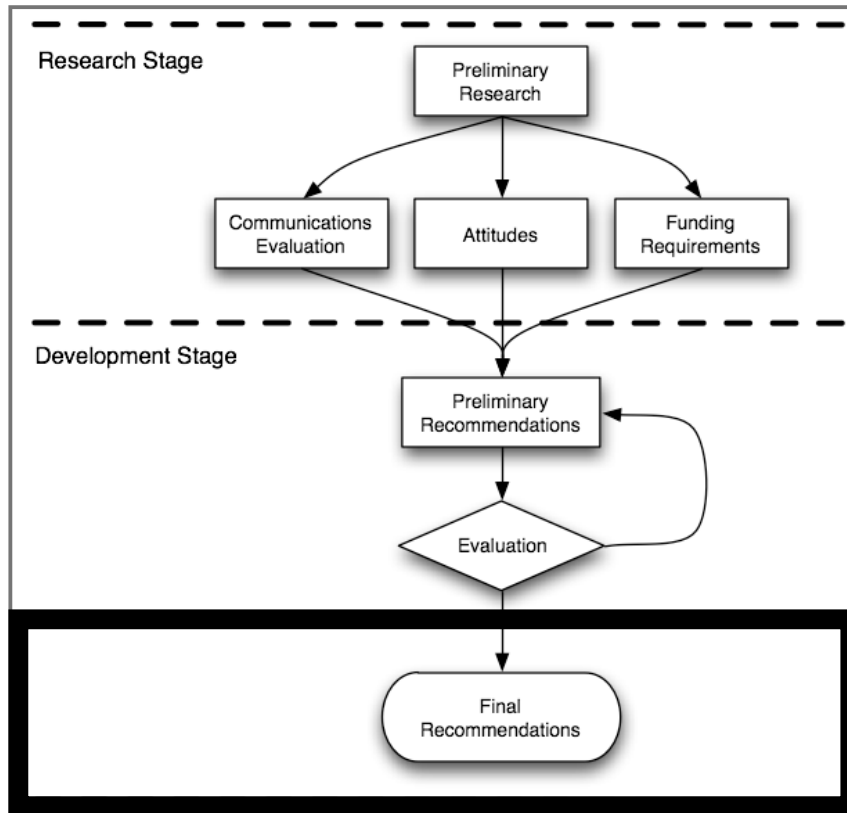 Research Stage
Preliminary
Research
Communications
Evaluation
Attitudes
Funding
Requirements
Development Stage
Preliminary
Recommendations
Evaluation
Final
Recommendations